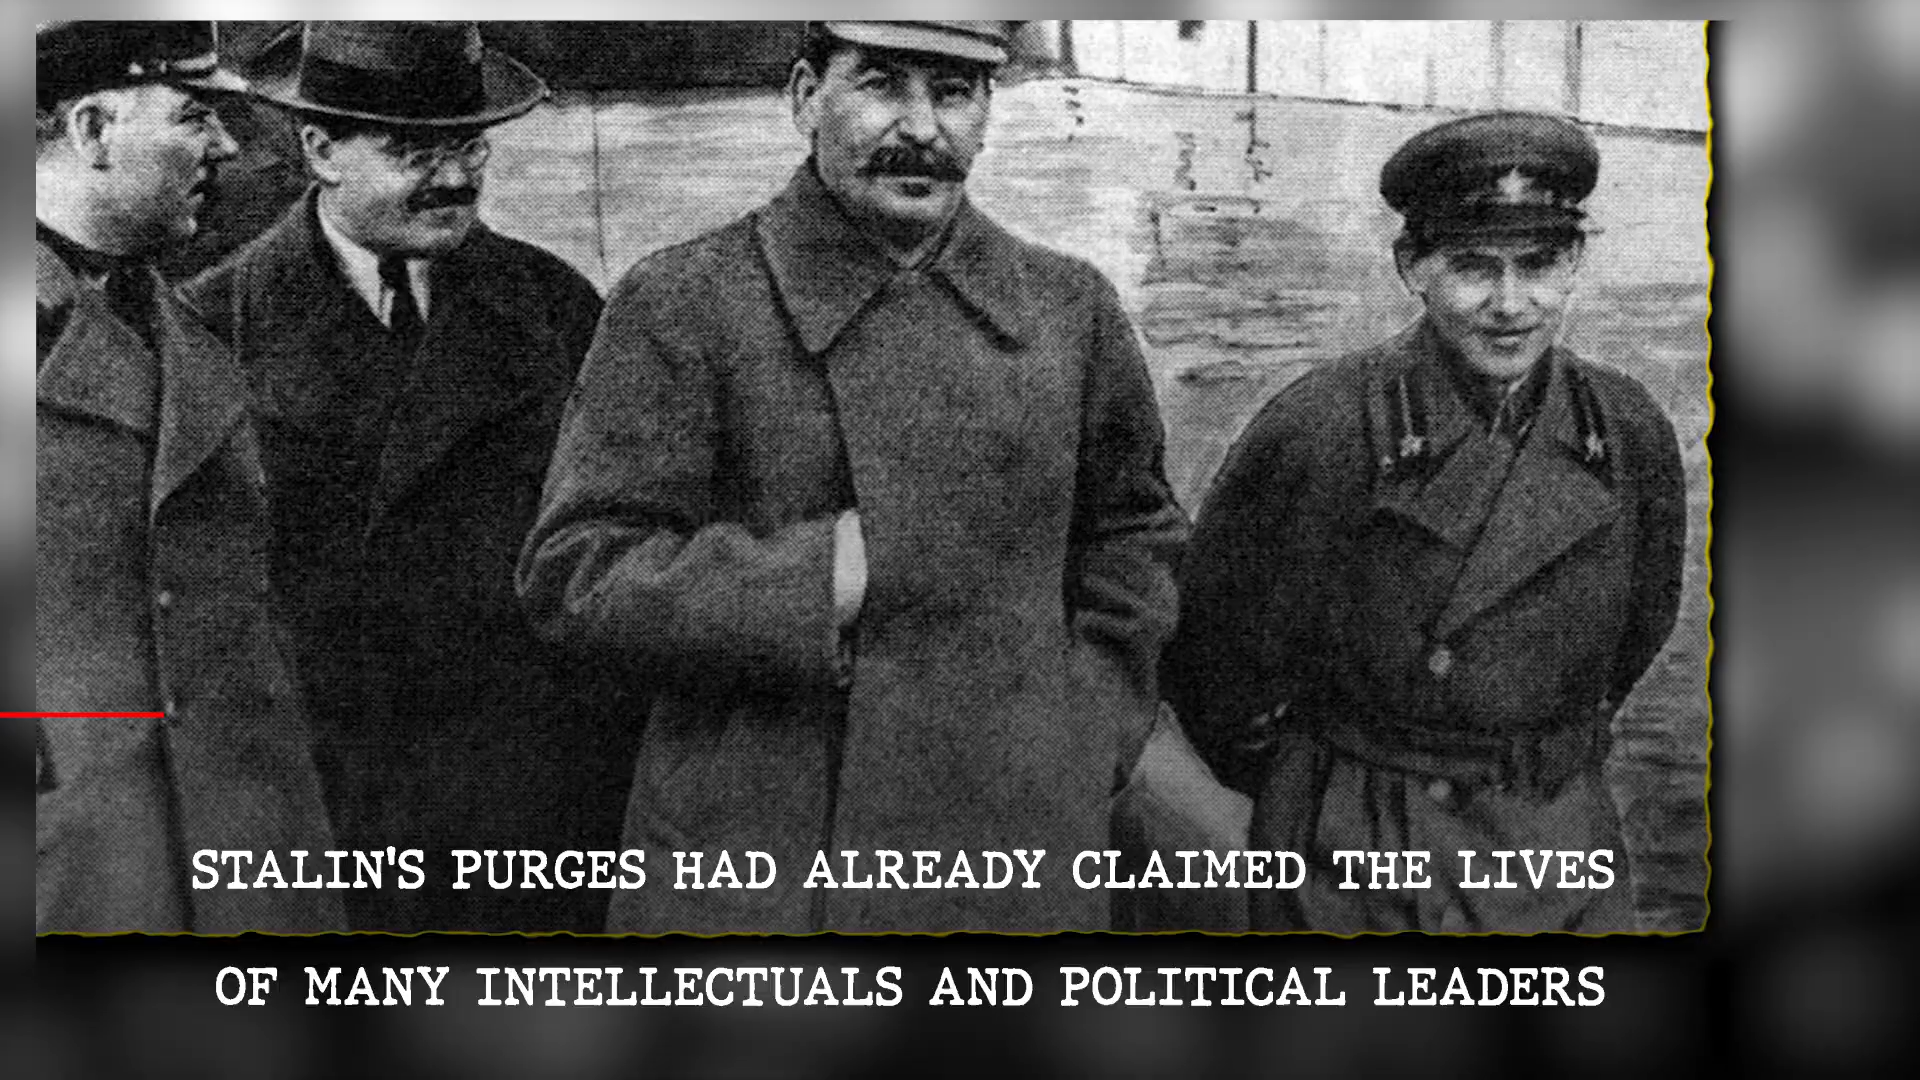 STALIN'S PURGES HAD ALREADY CLAIMED THE LIVES
OF MANY INTELLECTUALS AND POLITICAL LEADERS